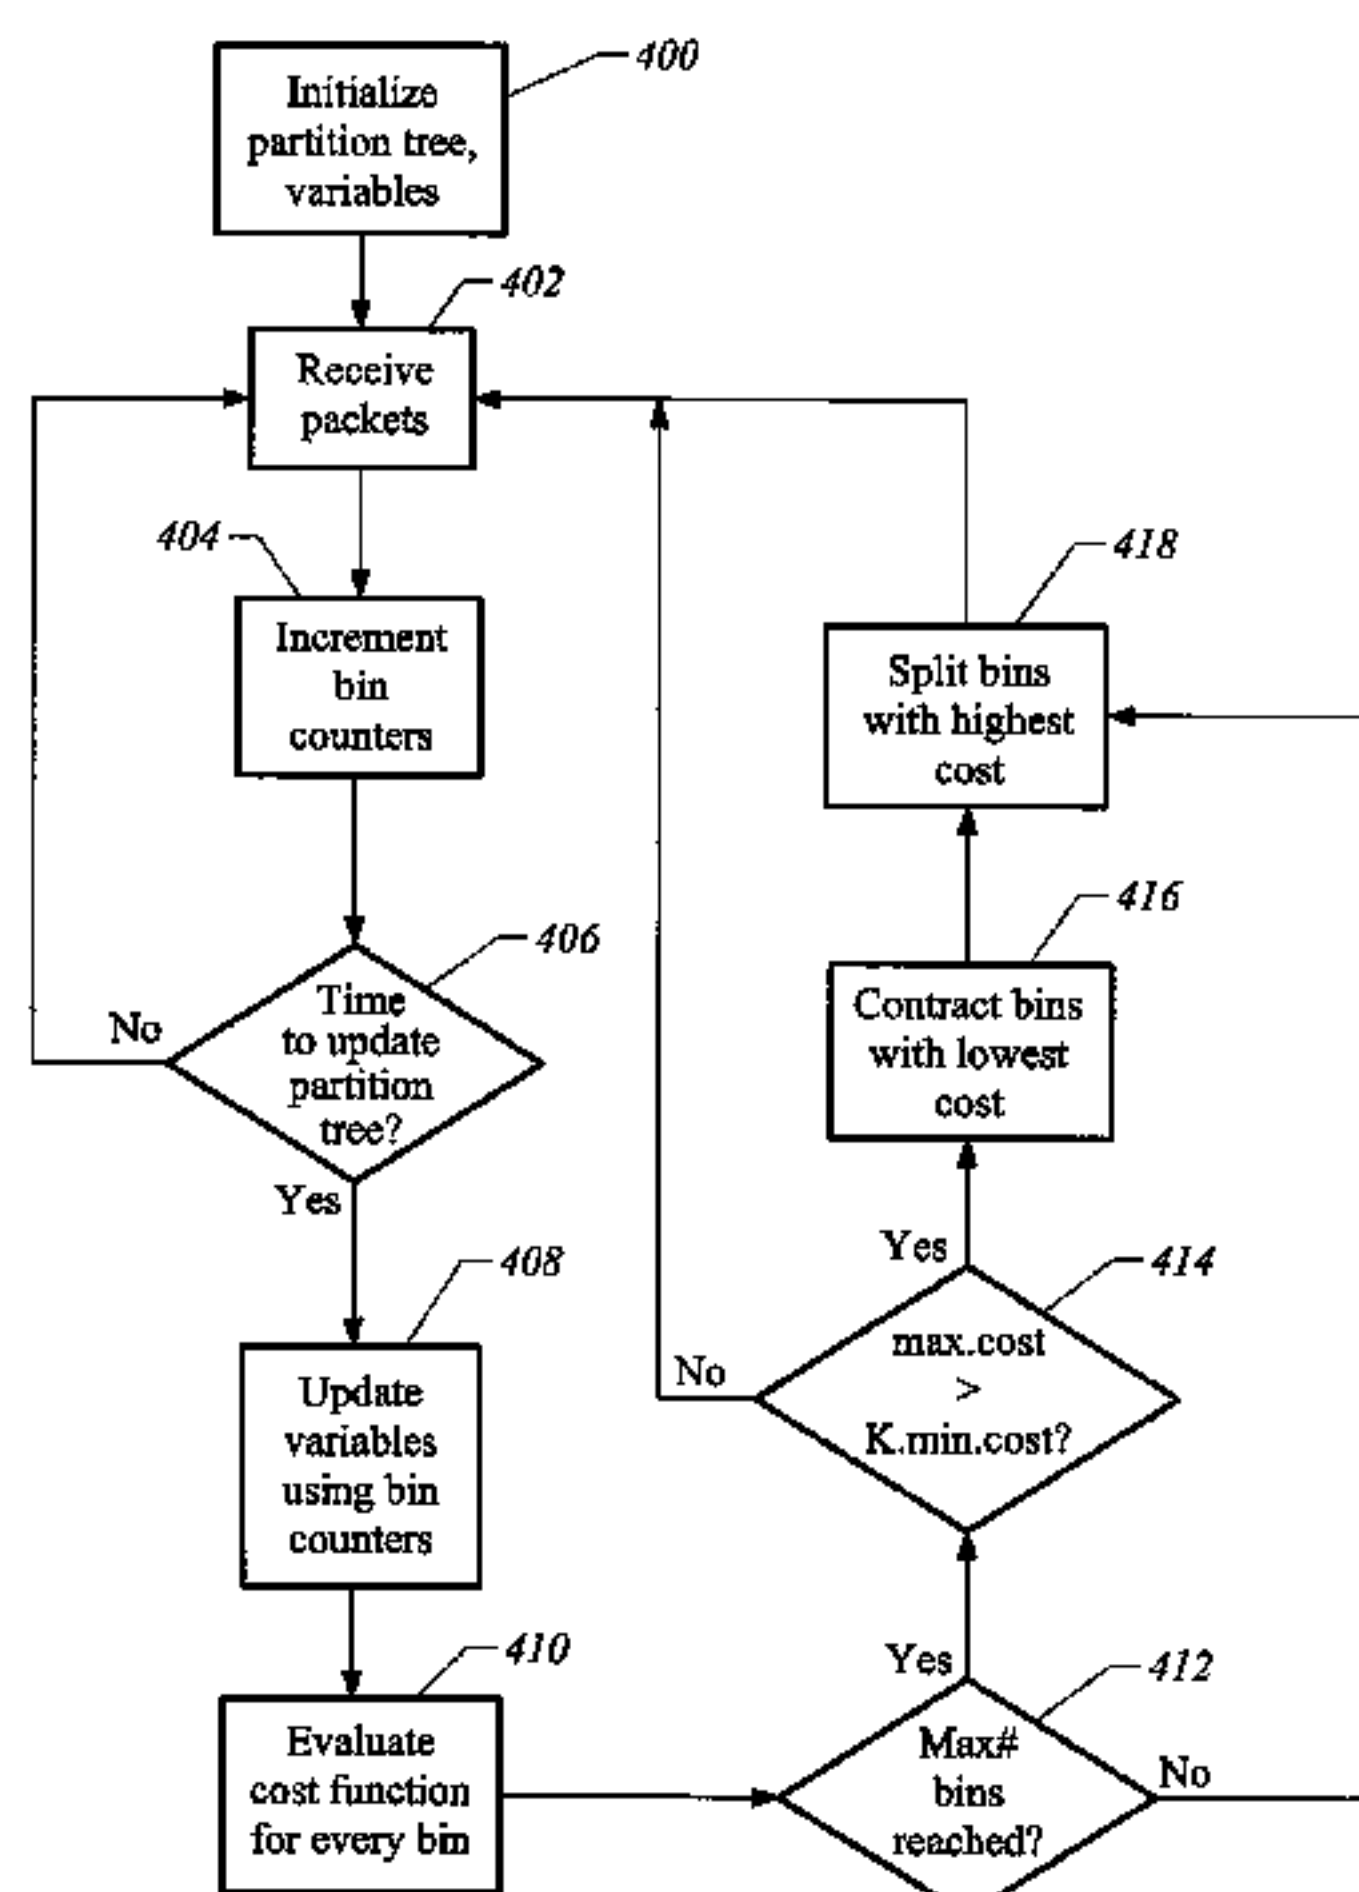 400
Initialize
partition tree,
variables
402
Receive
packets
404
Increment
bin
counters
406
Time
to update
partition
tree?
No
Yes
408
Update
variables
using bin
counters
410
Evaluate
cost function
for every bin
412
Max#
bins
reached?
No
Yes
414
max.cost
>
K.min.cost?
No
Yes
416
Contract bins
with lowest
cost
418
Split bins
with highest
cost